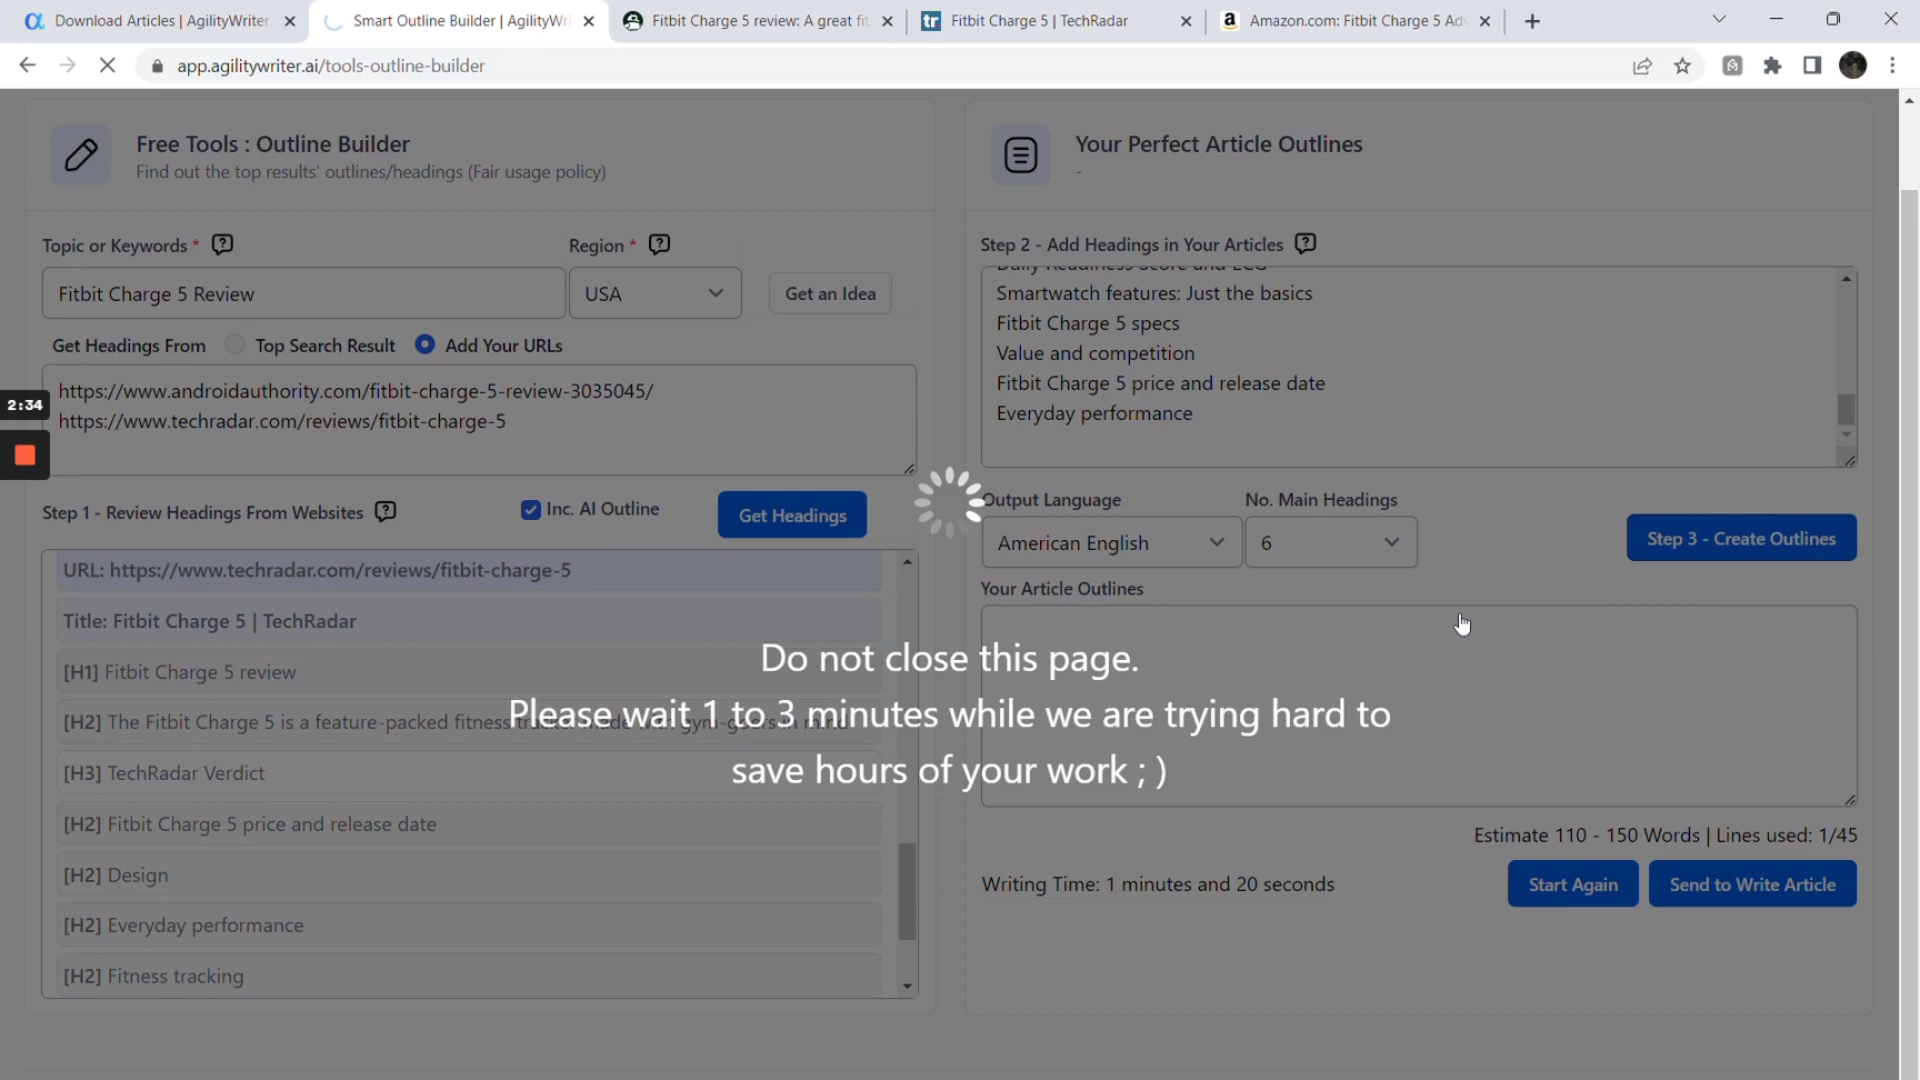 Download Articles | AgilityWriter
Smart Outline Builder | AgilityWri
Fitbit Charge 5 review: A great fit
tr
Fitbit Charge 5 | TechRadar
a
Amazon.com: Fitbit Charge 5 Adv
app.agilitywriter.ai/tools-outline-builder
Free Tools : Outline Builder
Find out the top results' outlines/headings (Fair usage policy)
Topic or Keywords *
Region *
Fitbit Charge 5 Review
USA
Get an Idea
Get Headings From
Top Search Result
Add Your URLs
https://www.androidauthority.com/fitbit-charge-5-review-3035045/
https://www.techradar.com/reviews/fitbit-charge-5
2:34
Step 1 - Review Headings From Websites
Inc. AI Outline
Get Headings
URL: https://www.techradar.com/reviews/fitbit-charge-5
Title: Fitbit Charge 5 | TechRadar
[H1] Fitbit Charge 5 review
[H2] The Fitbit Charge 5 is a feature-packed fitness tracker made with gym-goers in mind
[H3] TechRadar Verdict
[H2] Fitbit Charge 5 price and release date
[H2] Design
[H2] Everyday performance
[H2] Fitness tracking
Your Perfect Article Outlines
-
Step 2 - Add Headings in Your Articles
Daily Readiness Score and ECG
Smartwatch features: Just the basics
Fitbit Charge 5 specs
Value and competition
Fitbit Charge 5 price and release date
Everyday performance
Output Language
No. Main Headings
American English
6
Step 3 - Create Outlines
Your Article Outlines
Do not close this page.
Please wait 1 to 3 minutes while we are trying hard to
save hours of your work ; )
Estimate 110 - 150 Words | Lines used: 1/45
Writing Time: 1 minutes and 20 seconds
Start Again
Send to Write Article